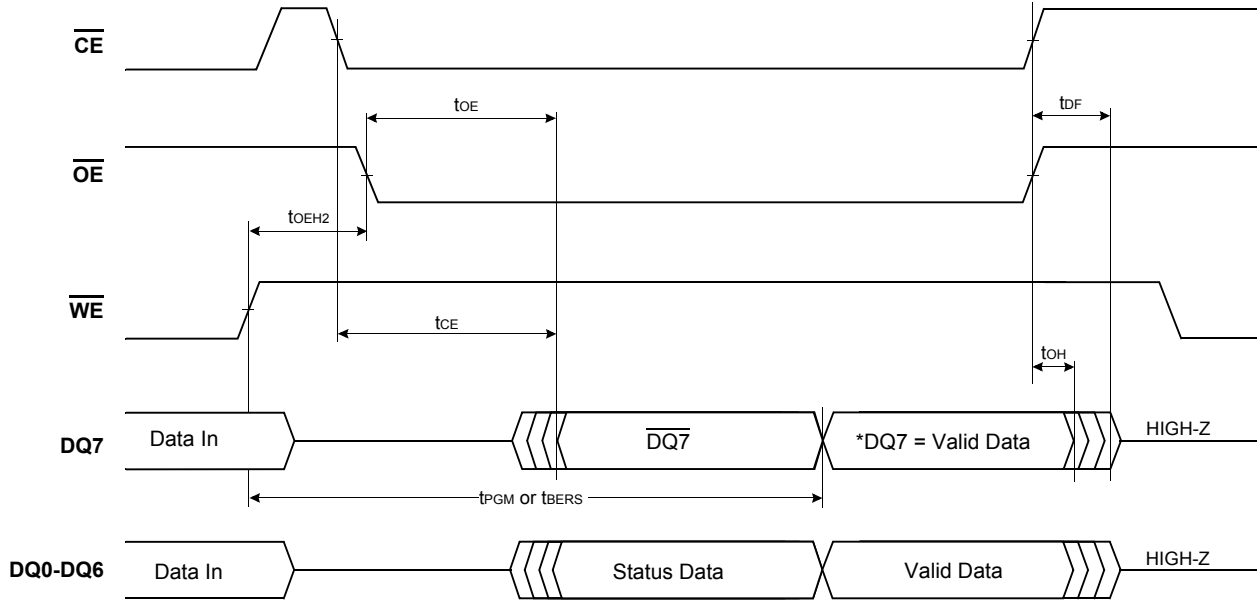 CE
tOE
tDF
OE
tOEH2
WE
tCE
tOH
DQ7
Data In
DQ7
*DQ7 = Valid Data
HIGH-Z
tPGM or tBERS
DQ0-DQ6
Data In
Status Data
Valid Data
HIGH-Z